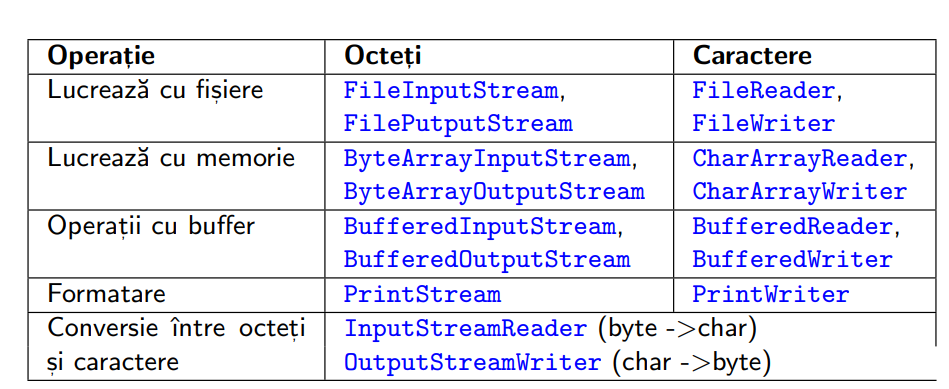 Operație Octeți Caractere
Lucrează cu fișiere FileInputStream, FileReader,
FilePutputStream FileWriter
Lucrează cu memorie ByteArrayInputStream, CharArrayReader,
ByteArrayOutputStream CharArrayWriter
Operații cu buffer BufferedInputStream, BufferedReader,
BufferedOutputStream BufferedWriter
Formatare PrintStream PrintWriter
Conversie între octeți InputStreamReader (byte ->char)
și caractere OutputStreamWriter (char ->byte)